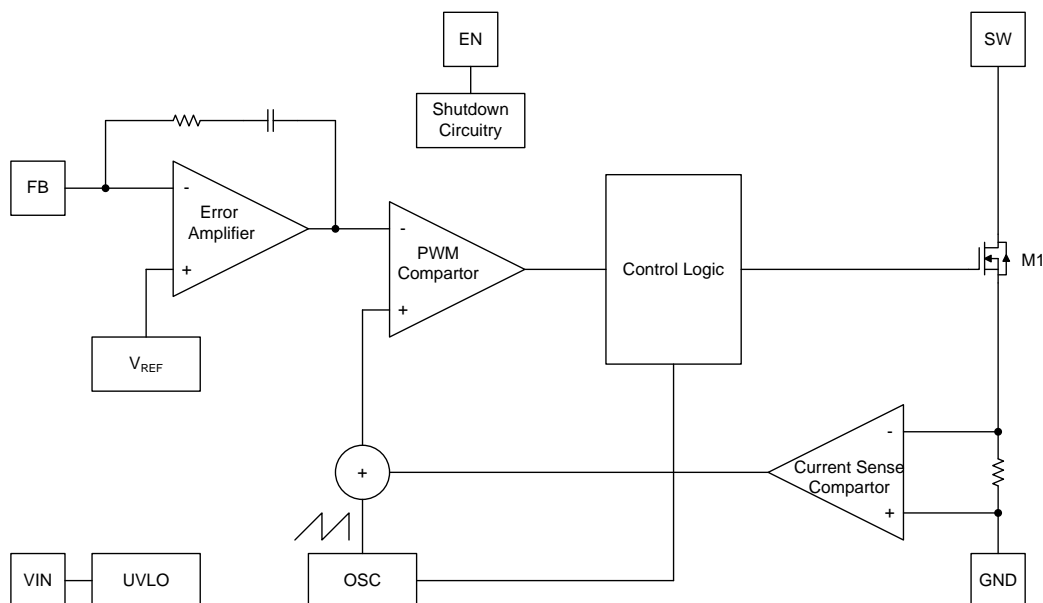 EN
SW
Shutdown
Circuitry
FB
-
Error
Amplifier
+
-
PWM
Compartor
+
Control Logic
M1
VREF
-
Current Sense
Compartor
+
+
VIN
UVLO
OSC
GND